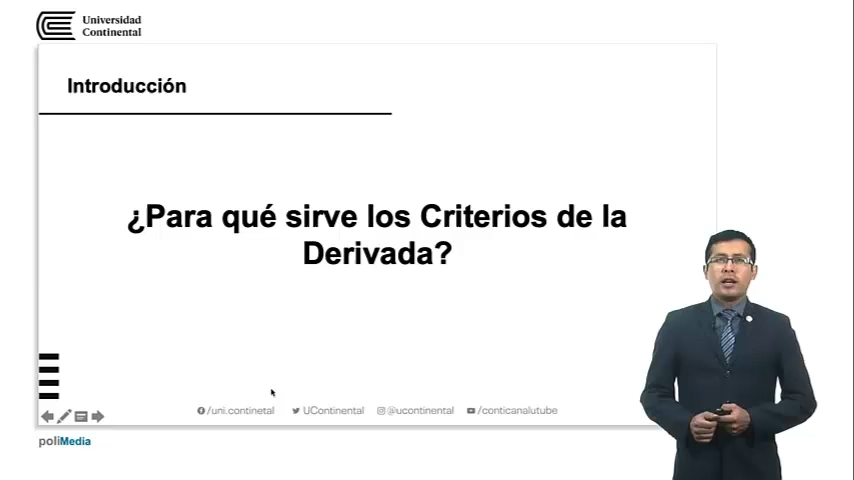 Universidad
Continental
Introducción
¿Para qué sirve los Criterios de la
Derivada?
/uni.continetal UContinental @ucontinental /conticanalutube
poliMedia